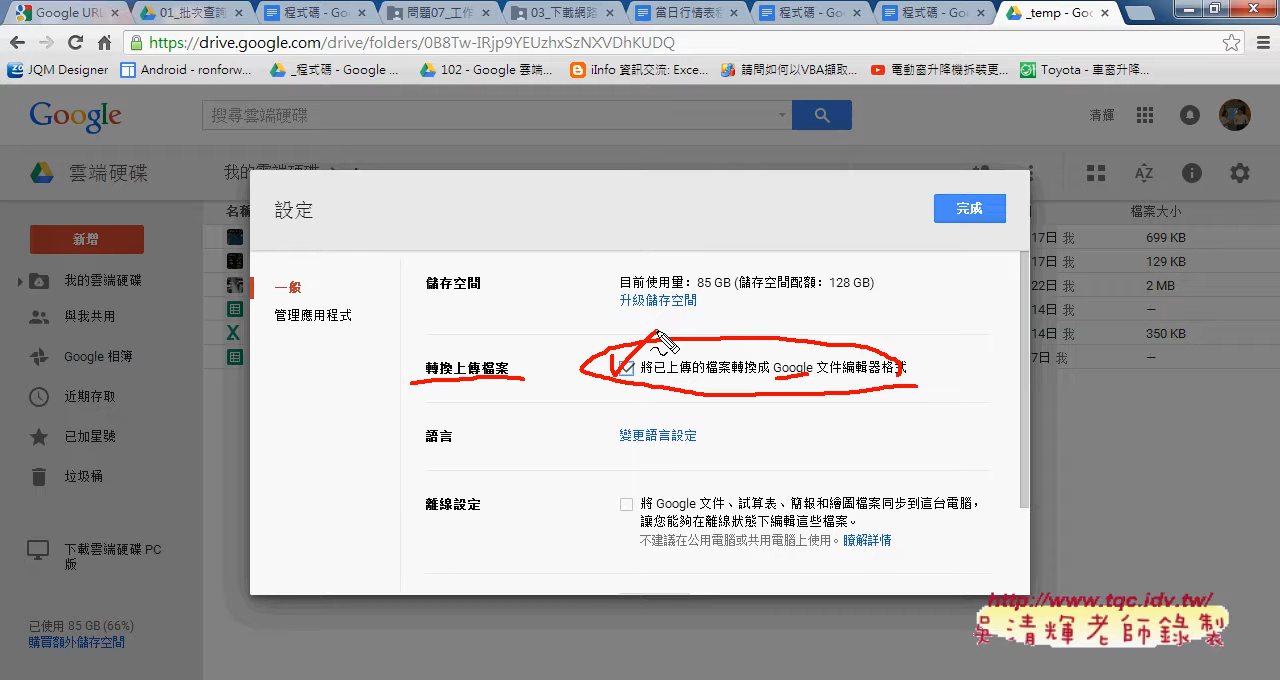 Google URL
01_批衣查詢
程式碼 - G
問題07_工作
03_下載網路
當日行情表
程式碼 - Go
程式碼 - Go
_temp - Goo
https://drive.google.com/drive/folders/0B8Tw-IRjp9YEUzhxSzNXVDhKUDQ
JQM Designer
Android - ronforw...
_程式碼 - Google ...
102 - Google 雲端...
iInfo 資訊交流: Exce...
請問如何以VBA擷取...
電動窗升降機拆裝更...
Toyota - 車窗升降...
Google
搜尋雲端硬碟
清輝
雲端硬碟
我的雲端硬碟
AZ
設定
完成
名稱
檔案大小
新增
我的雲端硬碟
與我共用
Google 相簿
近期存取
已加星號
垃圾桶
下載雲端硬碟 PC
版
已使用 85 GB (66%)
購買額外儲存空間
一般
管理應用程式
儲存空間
目前使用量：85 GB (儲存空間配額：128 GB)
升級儲存空間
轉換上傳檔案
將已上傳的檔案轉換成 Google 文件編輯器格式
語言
變更語言設定
離線設定
將 Google 文件、試算表、簡報和繪圖檔案同步到這台電腦，
讓您能夠在離線狀態下編輯這些檔案。
不建議在公用電腦或共用電腦上使用。瞭解詳情
17日 我 699 KB
17日 我 129 KB
22日 我 2 MB
14日 我 —
14日 我 350 KB
7日 我 —
http://www.tqc.idv.tw/
吳清輝老師錄製